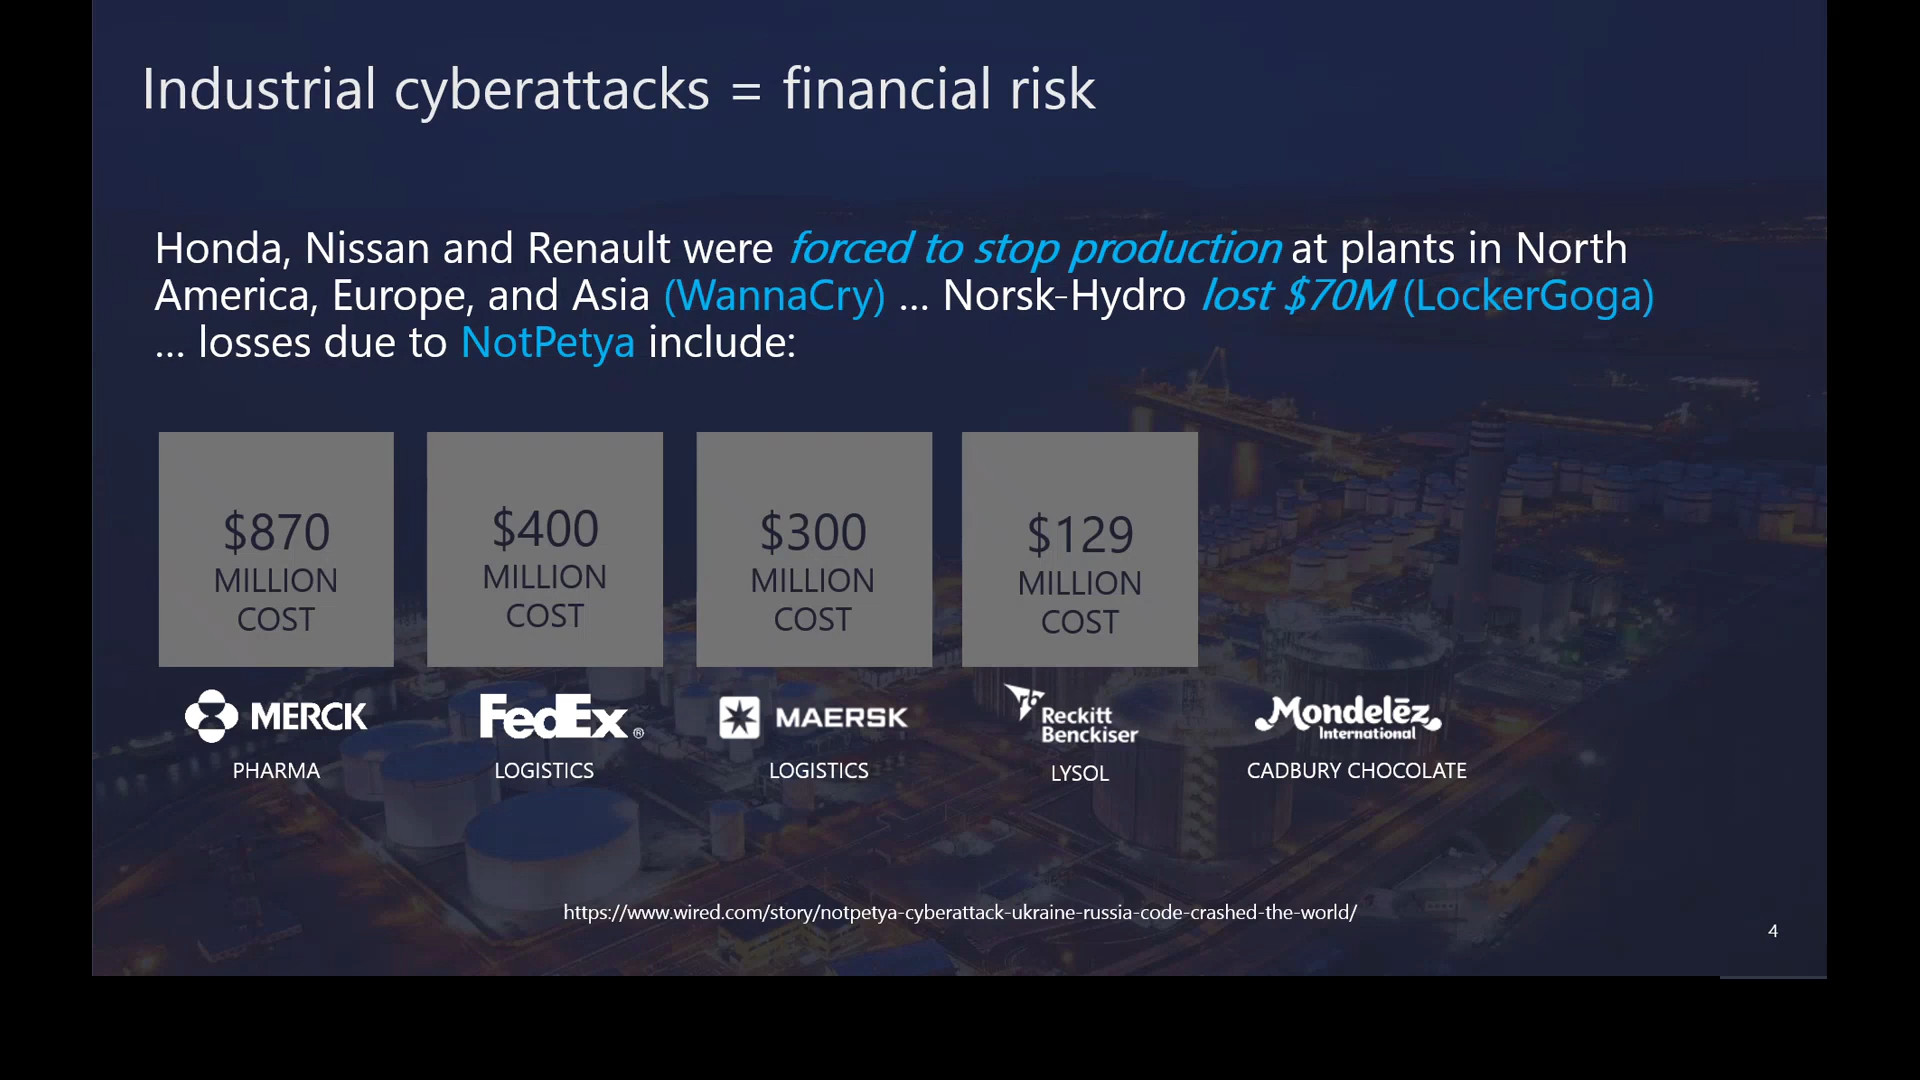 Industrial cyberattacks = financial risk
Honda, Nissan and Renault were forced to stop production at plants in North
America, Europe, and Asia (WannaCry) ... Norsk-Hydro lost $70M (LockerGoga)
... losses due to NotPetya include:
$870
MILLION
COST
$400
MILLION
COST
$300
MILLION
COST
$129
MILLION
COST
MERCK
PHARMA
FedEx®
LOGISTICS
MAERSK
LOGISTICS
rb
Reckitt
Benckiser
LYSOL
Mondelēz
International
CADBURY CHOCOLATE
https://www.wired.com/story/notpetya-cyberattack-ukraine-russia-code-crashed-the-world/
4